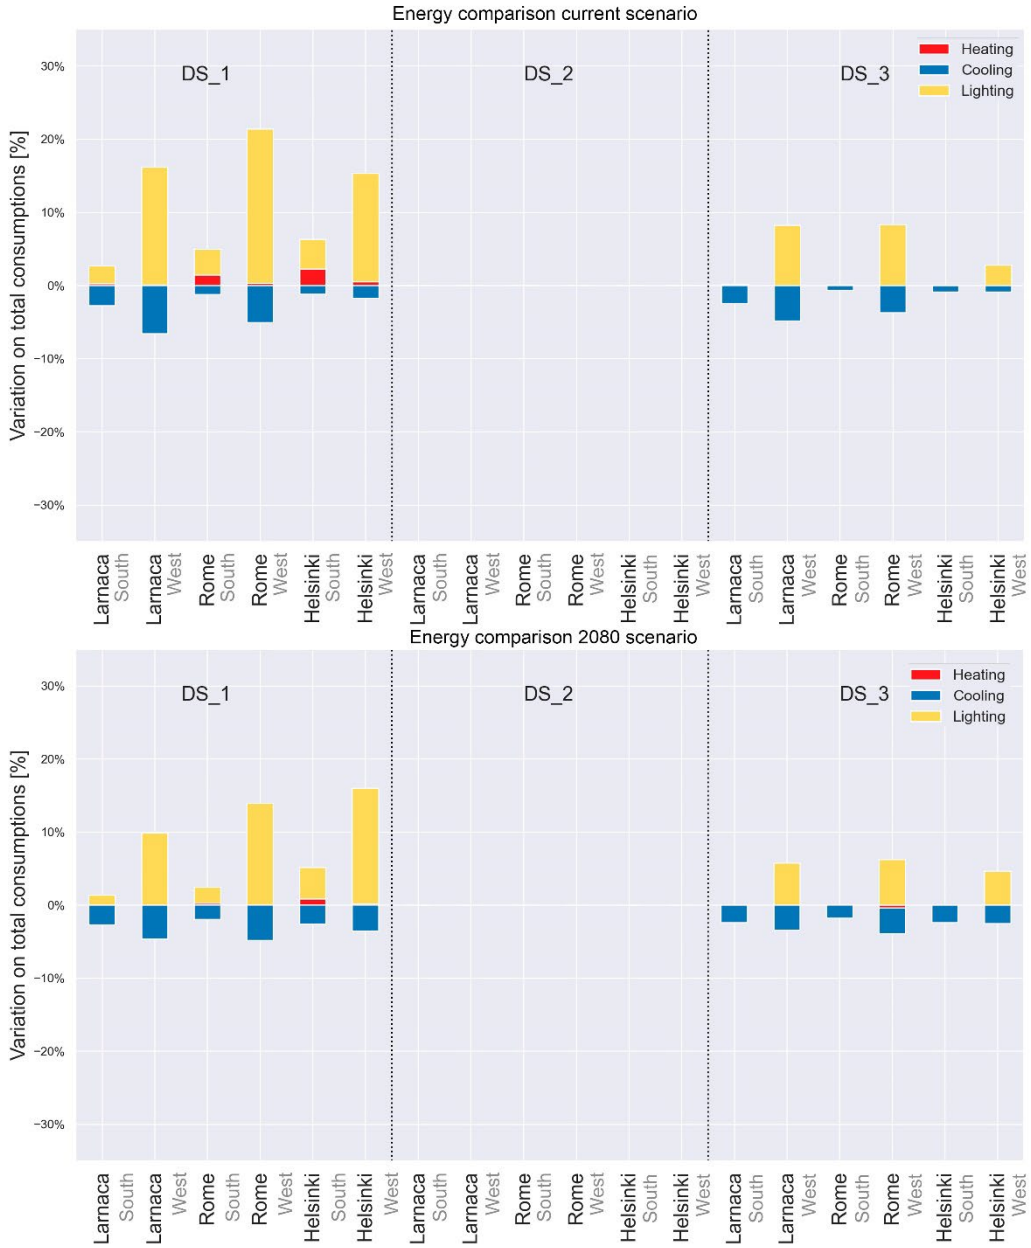 Energy comparison current scenario
Variation on total consumptions [%]
30%
20%
10%
0%
−10%
−20%
−30%
DS_1
DS_2
DS_3
Heating
Cooling
Lighting
Larnaca
South
Larnaca
West
Rome
South
Rome
West
Helsinki
South
Helsinki
West
Larnaca
South
Larnaca
West
Rome
South
Rome
West
Helsinki
South
Helsinki
West
Larnaca
South
Larnaca
West
Rome
South
Rome
West
Helsinki
South
Helsinki
West
Energy comparison 2080 scenario
Variation on total consumptions [%]
30%
20%
10%
0%
−10%
−20%
−30%
DS_1
DS_2
DS_3
Heating
Cooling
Lighting
Larnaca
South
Larnaca
West
Rome
South
Rome
West
Helsinki
South
Helsinki
West
Larnaca
South
Larnaca
West
Rome
South
Rome
West
Helsinki
South
Helsinki
West
Larnaca
South
Larnaca
West
Rome
South
Rome
West
Helsinki
South
Helsinki
West